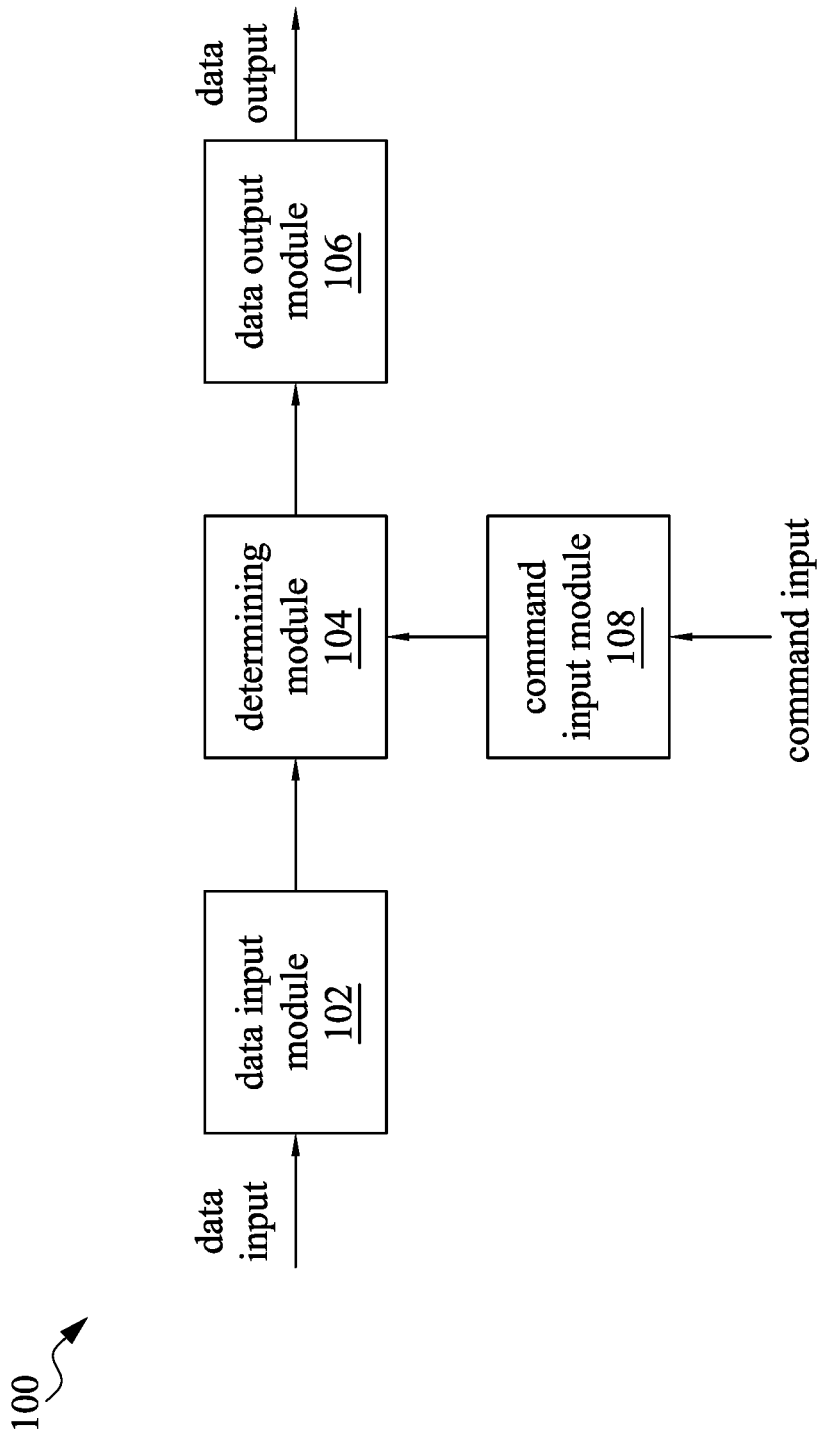 100
data
input
data input
module
102
determining
module
104
data output
module
106
data
output
command
input module
108
command input